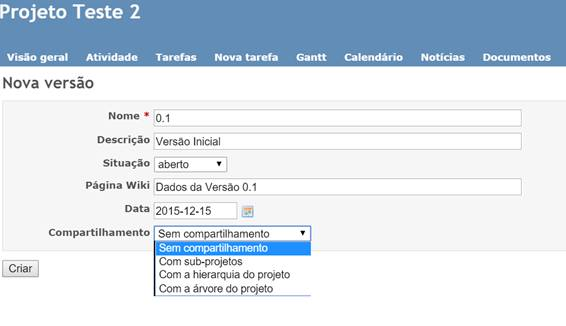 Projeto Teste 2
Visão geral Atividade Tarefas Nova tarefa Gantt Calendário Notícias Documentos
Nova versão
Nome * 0.1
Descrição Versão Inicial
Situação aberto
Página Wiki Dados da Versão 0.1
Data 2015-12-15
Compartilhamento Sem compartilhamento
Sem compartilhamento
Com sub-projetos
Com a hierarquia do projeto
Com a árvore do projeto
Criar